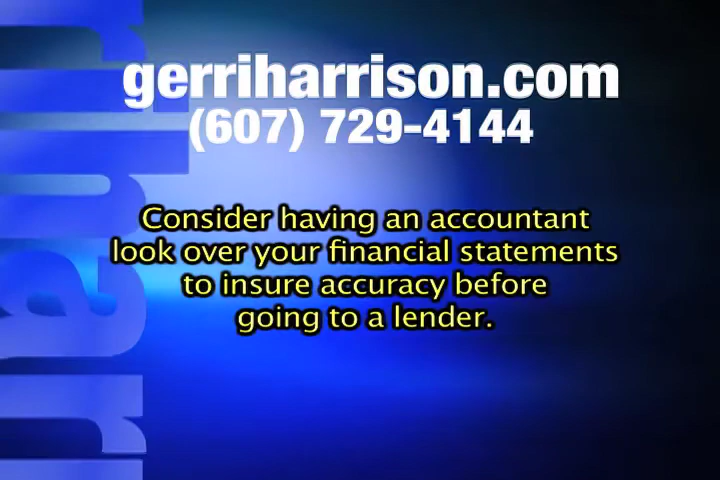 gerriharrison.com
(607) 729-4144
Consider having an accountant
look over your financial statements
to insure accuracy before
going to a lender.
rihar